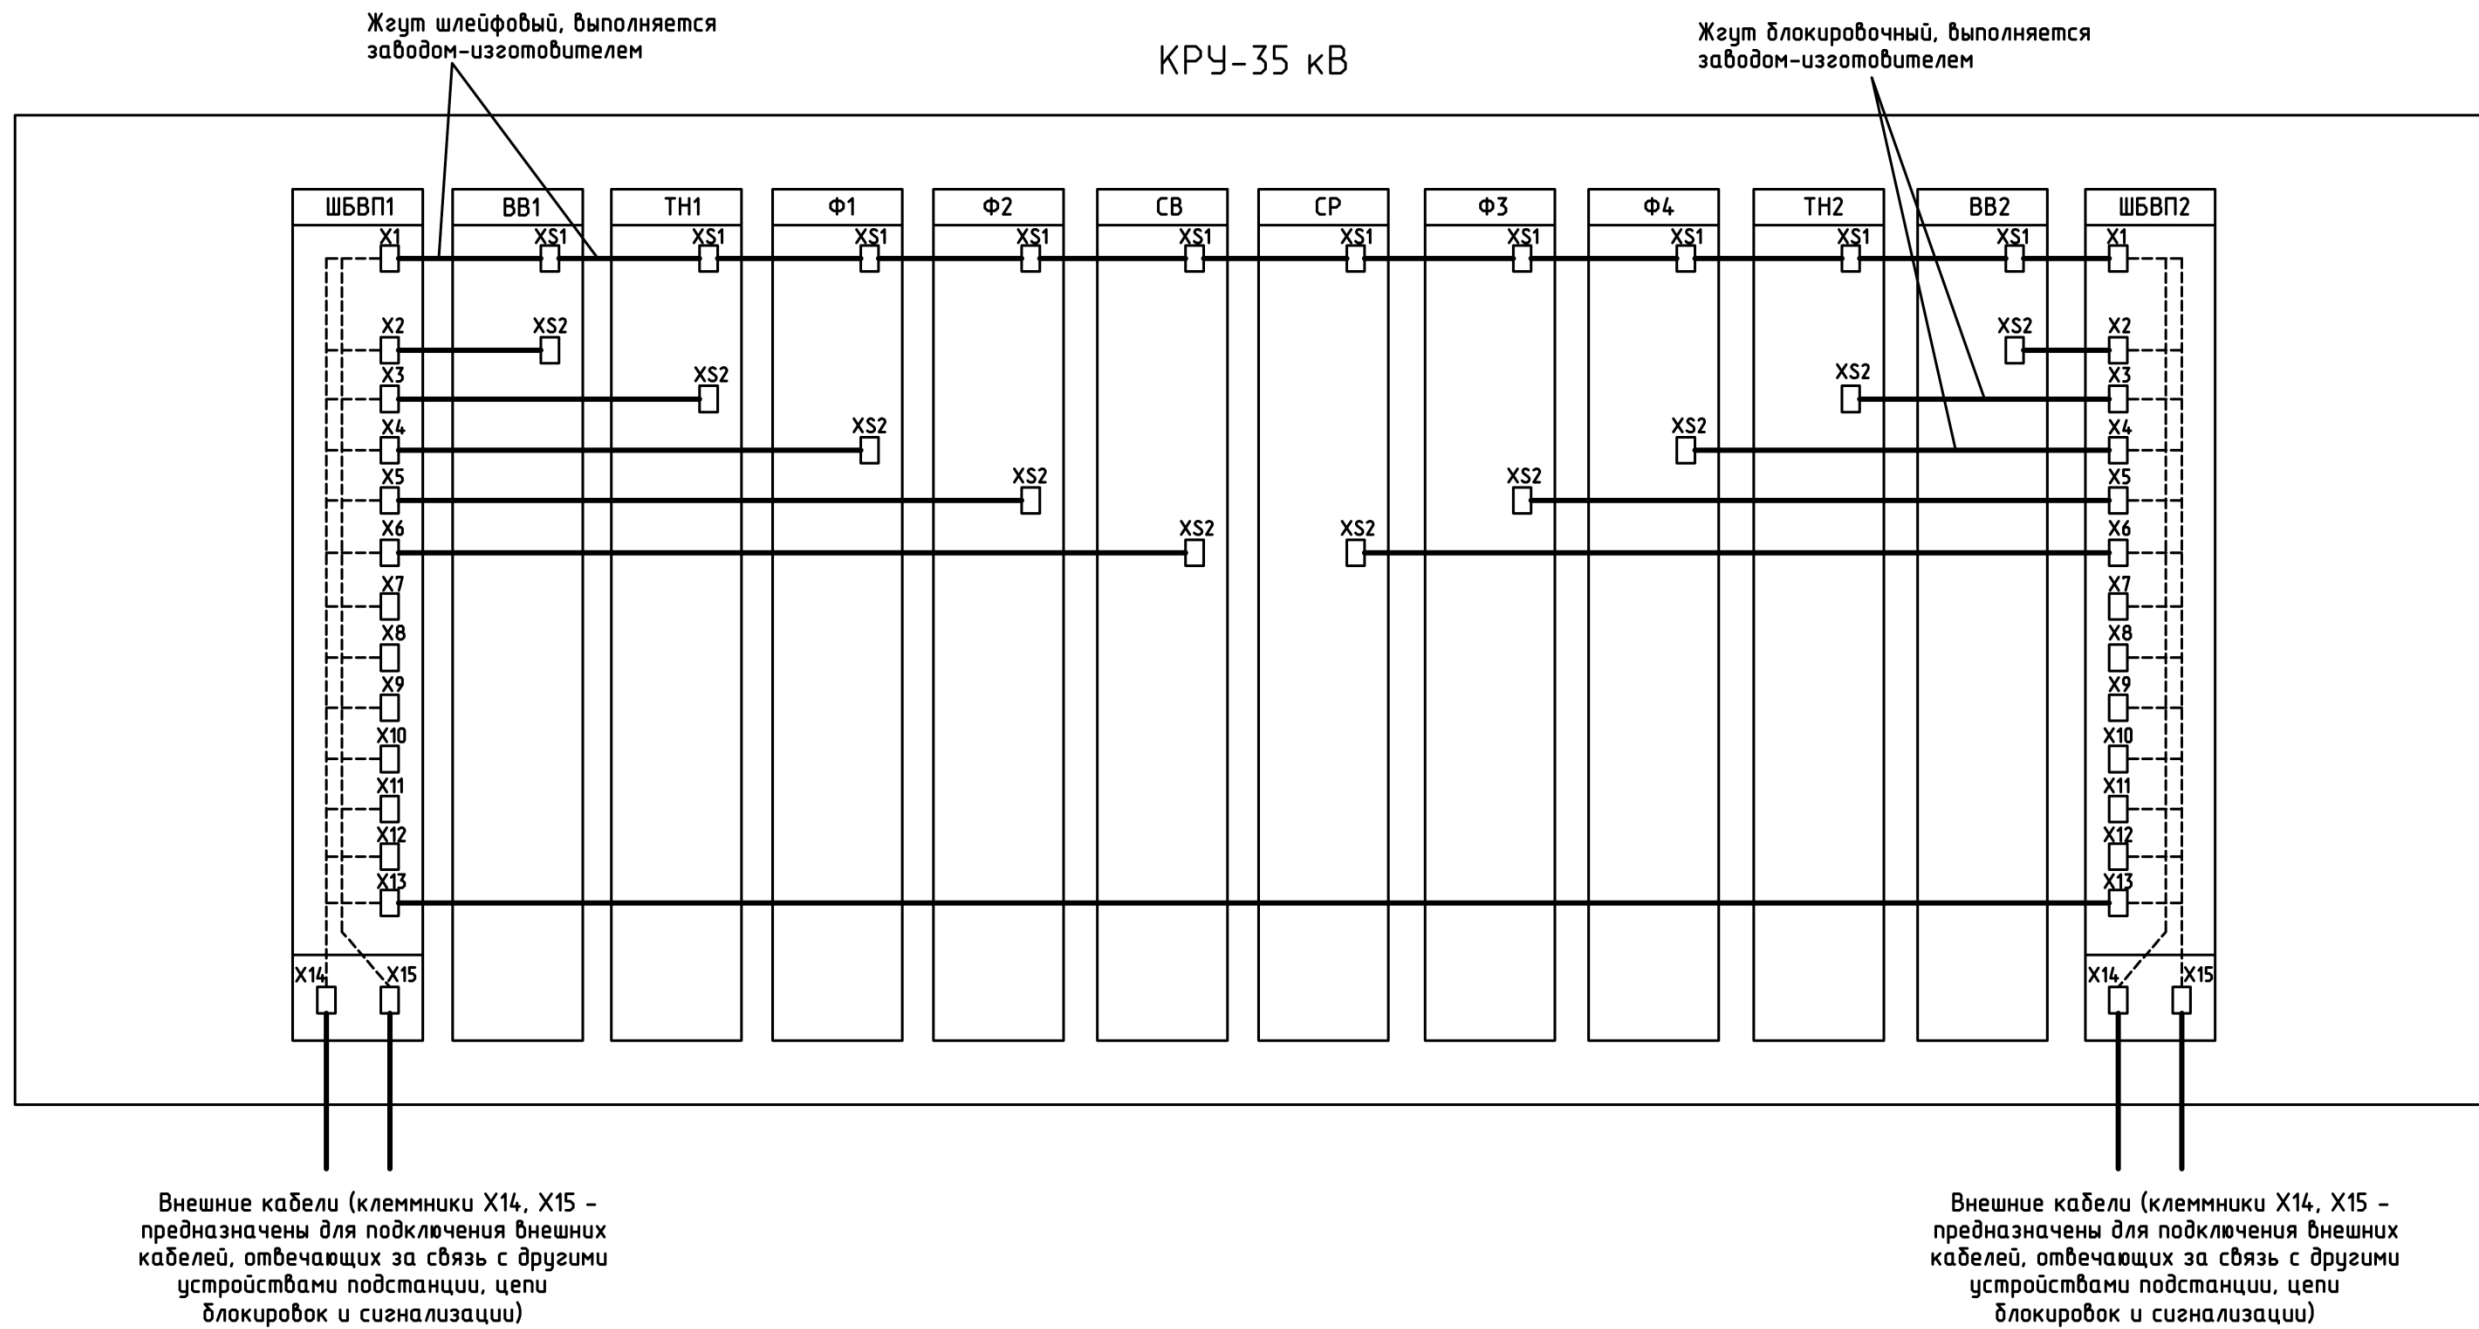 Жгут шлейфовый, выполняется
заводом-изготовителем
КРУ-35 кВ
Жгут блокировочный, выполняется
заводом-изготовителем
ШБВП1 ВВ1 ТН1 Ф1 Ф2 СВ СР Ф3 Ф4 ТН2 ВВ2 ШБВП2
X1 XS1 XS1 XS1 XS1 XS1 XS1 XS1 XS1 XS1 XS1 X1
X2 XS2 XS2 X2
X3 XS2 XS2 X3
X4 XS2 XS2 X4
X5 XS2 XS2 X5
X6 XS2 XS2 X6
X7 X7
X8 X8
X9 X9
X10 X10
X11 X11
X12 X12
X13 X13
X14 X15 X14 X15
Внешние кабели (клеммники X14, X15 -
предназначены для подключения внешних
кабелей, отвечающих за связь с другими
устройствами подстанции, цепи
блокировок и сигнализации)
Внешние кабели (клеммники X14, X15 -
предназначены для подключения внешних
кабелей, отвечающих за связь с другими
устройствами подстанции, цепи
блокировок и сигнализации)